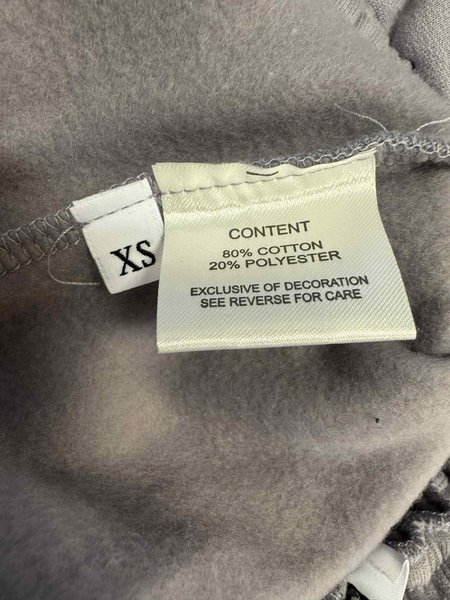 XS
CONTENT
80% COTTON
20% POLYESTER
EXCLUSIVE OF DECORATION
SEE REVERSE FOR CARE